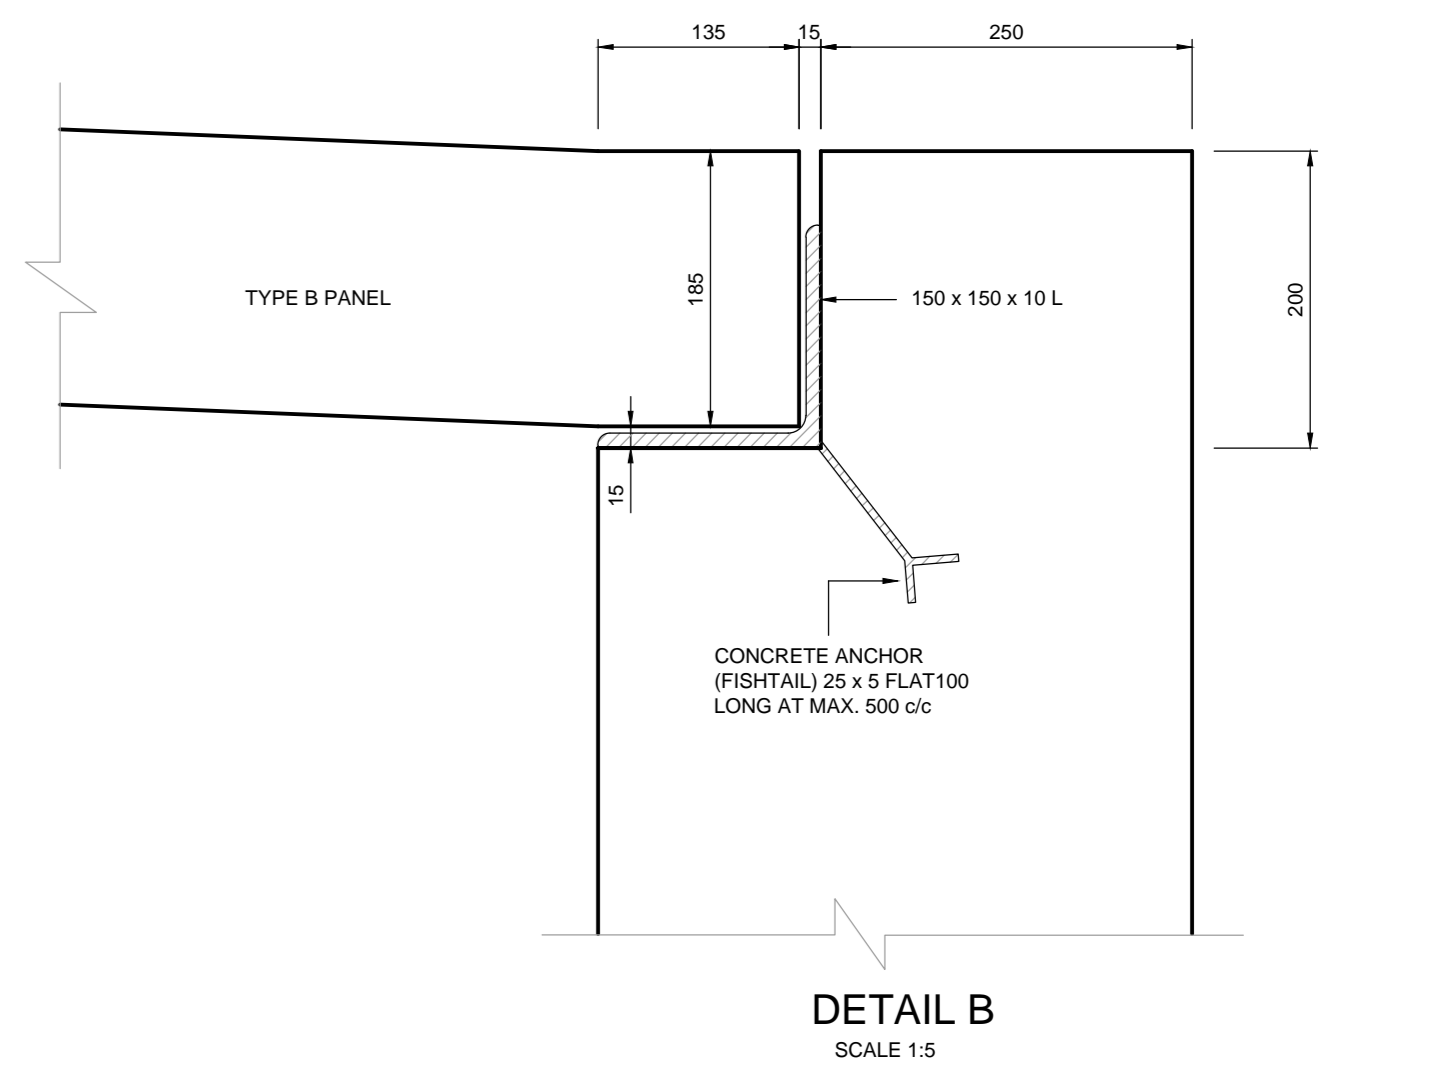 135
15
250
TYPE B PANEL
185
150 x 150 x 10 L
200
15
CONCRETE ANCHOR
(FISHTAIL) 25 x 5 FLAT100
LONG AT MAX. 500 c/c
DETAIL B
SCALE 1:5